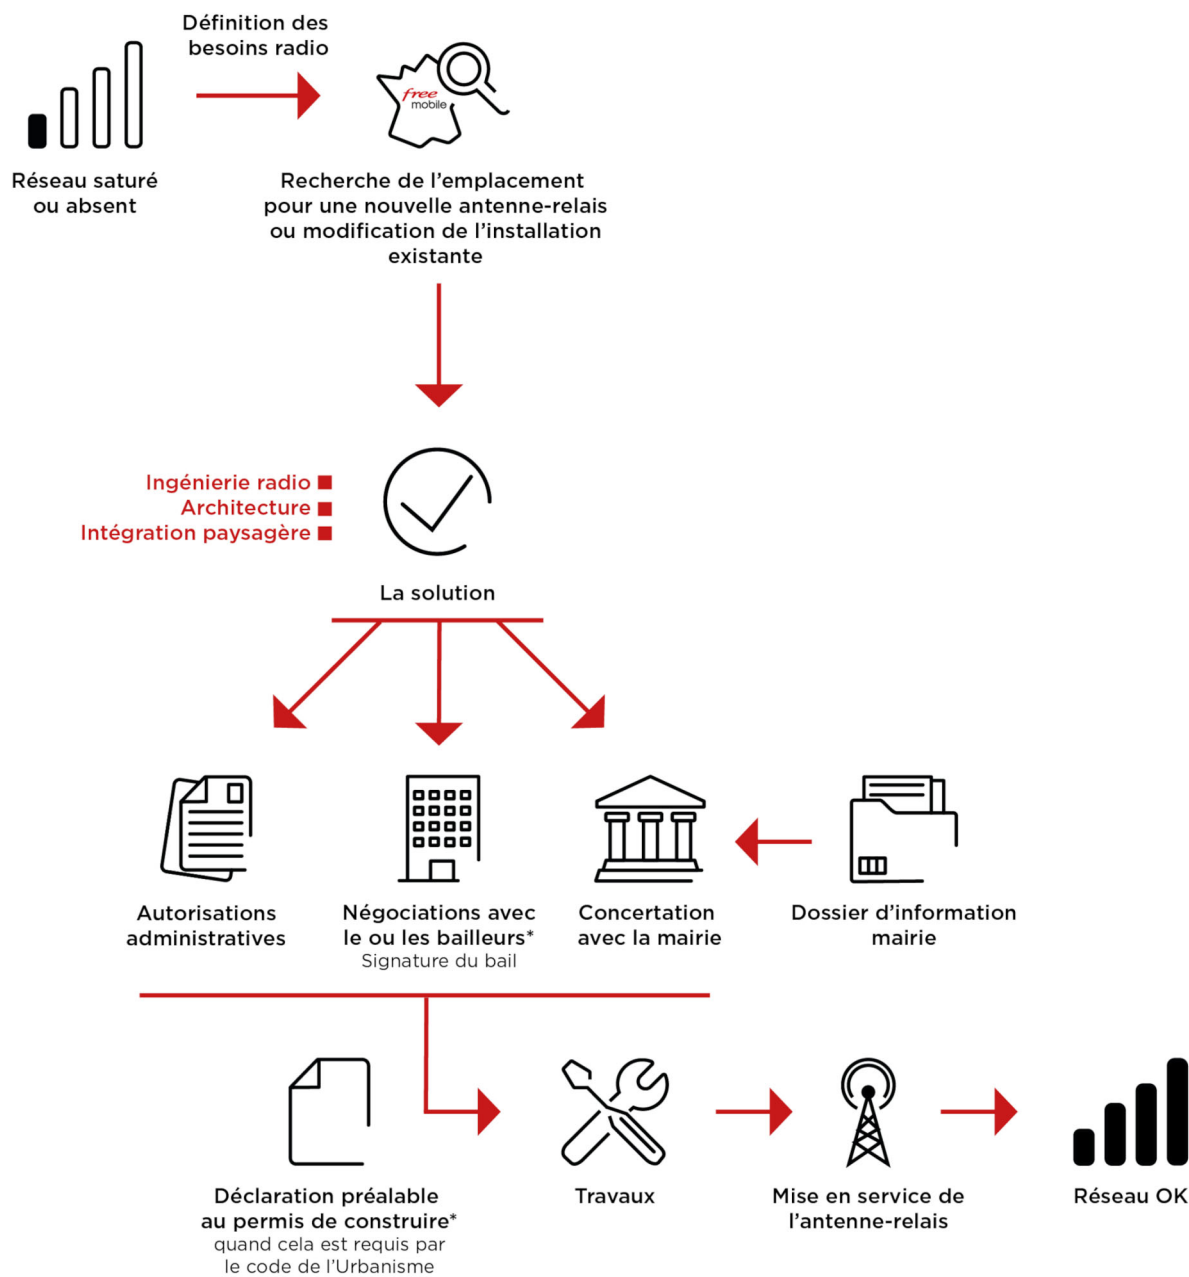 Définition des
besoins radio
free
mobile
Réseau saturé
ou absent
Recherche de l’emplacement
pour une nouvelle antenne-relais
ou modification de l’installation
existante
Ingénierie radio
Architecture
Intégration paysagère
La solution
Autorisations
administratives
Négociations avec
le ou les bailleurs*
Signature du bail
Concertation
avec la mairie
Dossier d’information
mairie
Déclaration préalable
au permis de construire*
quand cela est requis par
le code de l’Urbanisme
Travaux
Mise en service de
l’antenne-relais
Réseau OK